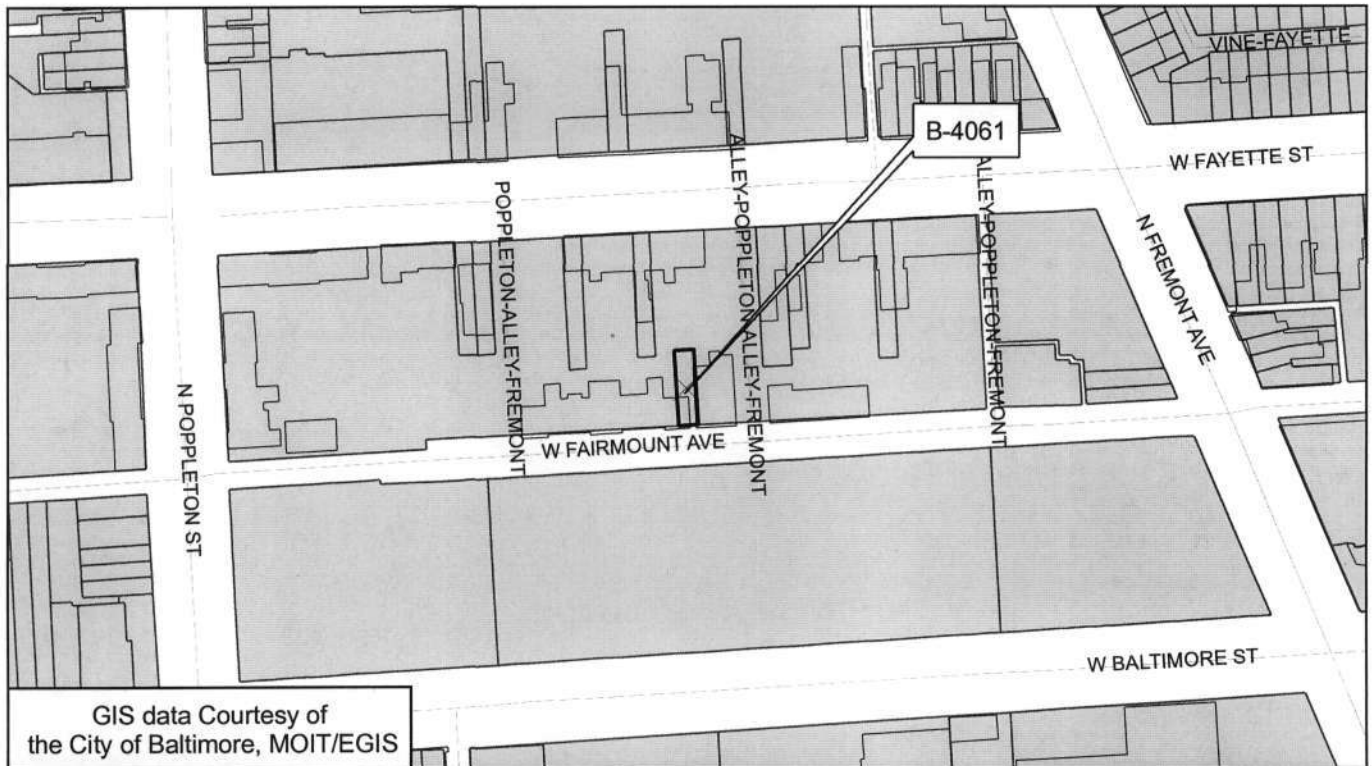 VINE-FAYETTE
B-4061
W FAYETTE ST
ALLEY-POPPLETON-ALLEY-FREMONT
ALLEY-POPPLETON-FREMONT
POPPLETON-ALLEY-FREMONT
N FREMONT AVE
N POPPLETON ST
W FAIRMOUNT AVE
W BALTIMORE ST
GIS data Courtesy of
the City of Baltimore, MOIT/EGIS